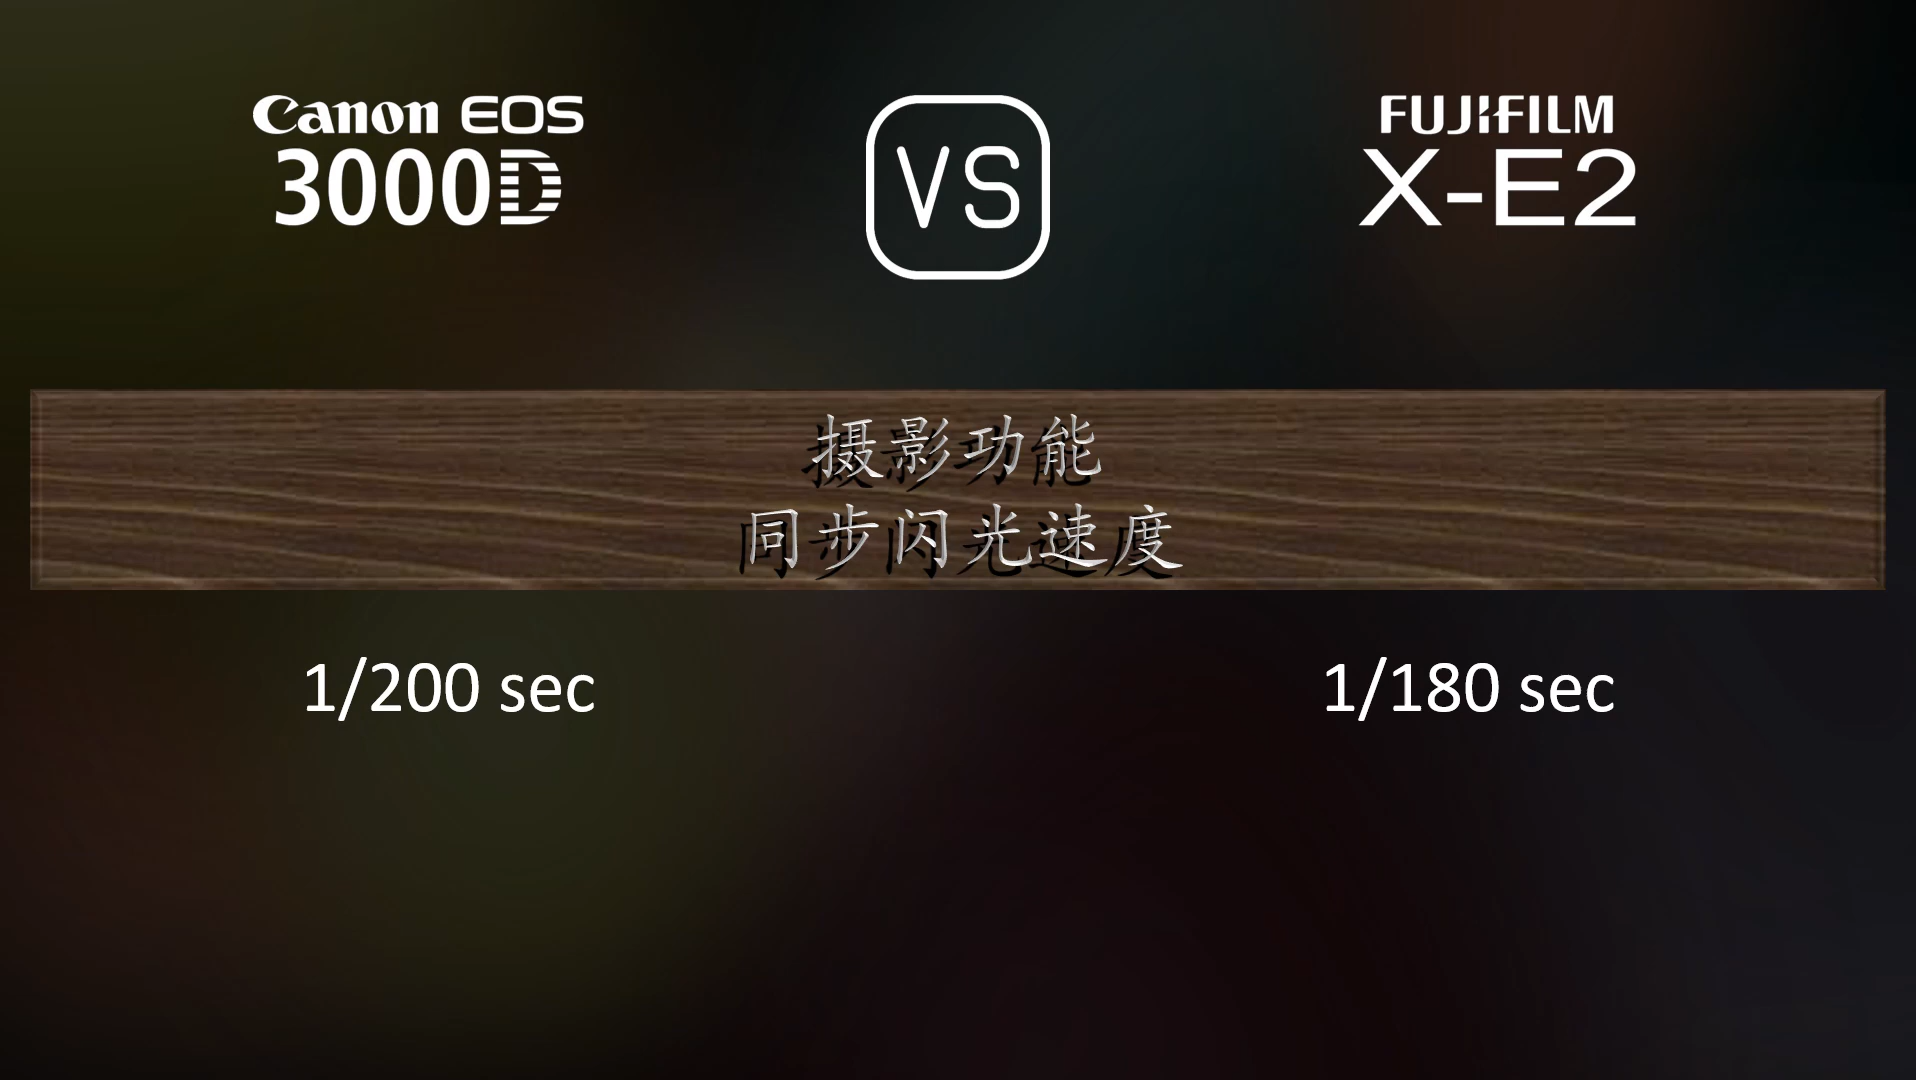 Canon EOS
3000D
VS
FUJIFILM
X-E2
摄影功能
同步闪光速度
1/200 sec
1/180 sec